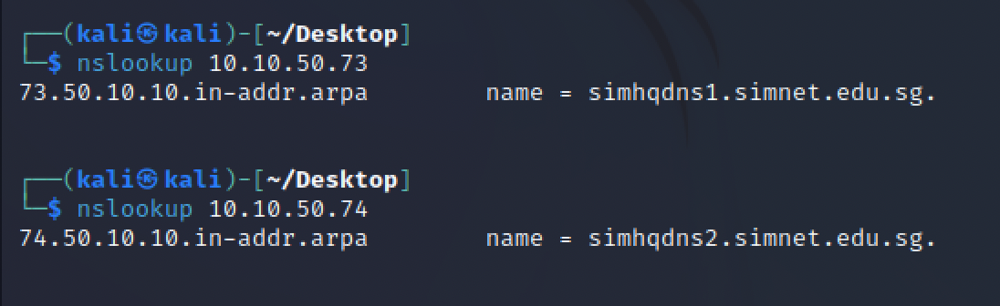 ┌──(kali㉿kali)-[~/Desktop]
└─$ nslookup 10.10.50.73
73.50.10.10.in-addr.arpa        name = simhqdns1.simnet.edu.sg.
┌──(kali㉿kali)-[~/Desktop]
└─$ nslookup 10.10.50.74
74.50.10.10.in-addr.arpa        name = simhqdns2.simnet.edu.sg.